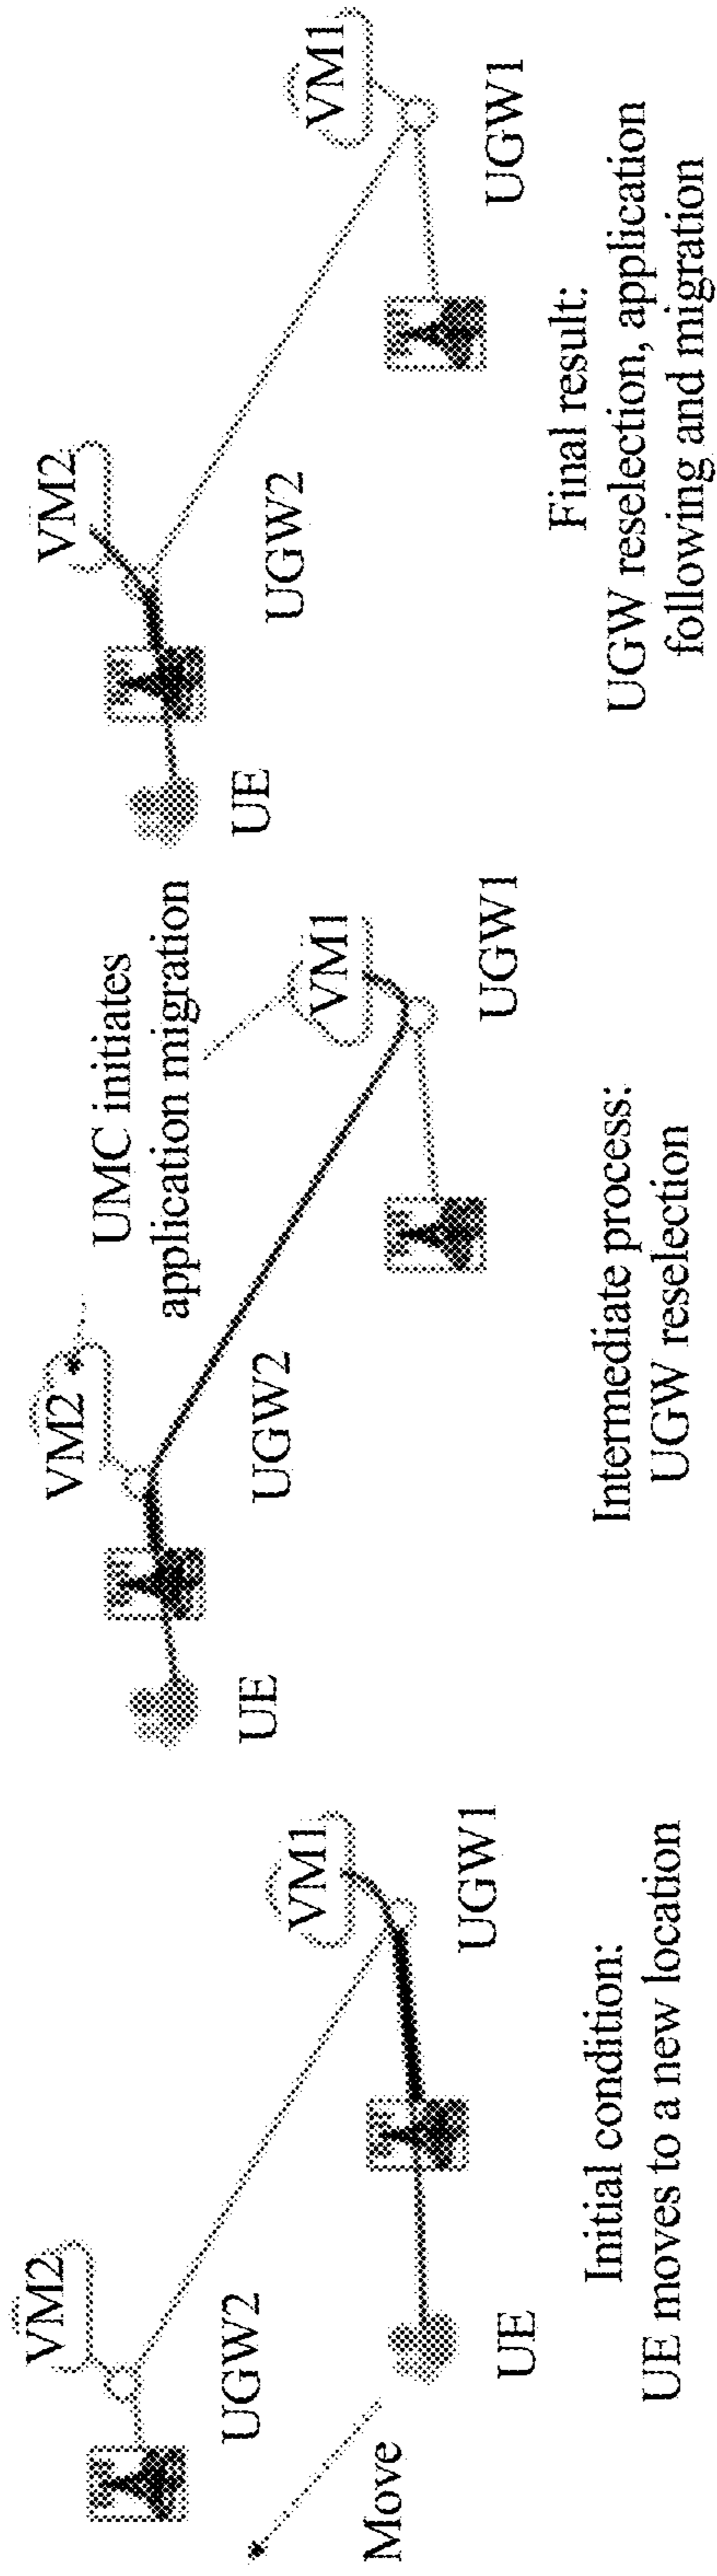 VM2
UGW2
Move
UE
VM1
UGW1
Initial condition:
UE moves to a new location
VM2
UMC initiates
application migration
UGW2
UE
VM1
UGW1
Intermediate process:
UGW reselection
VM2
UGW2
UE
VM1
UGW1
Final result:
UGW reselection, application
following and migration